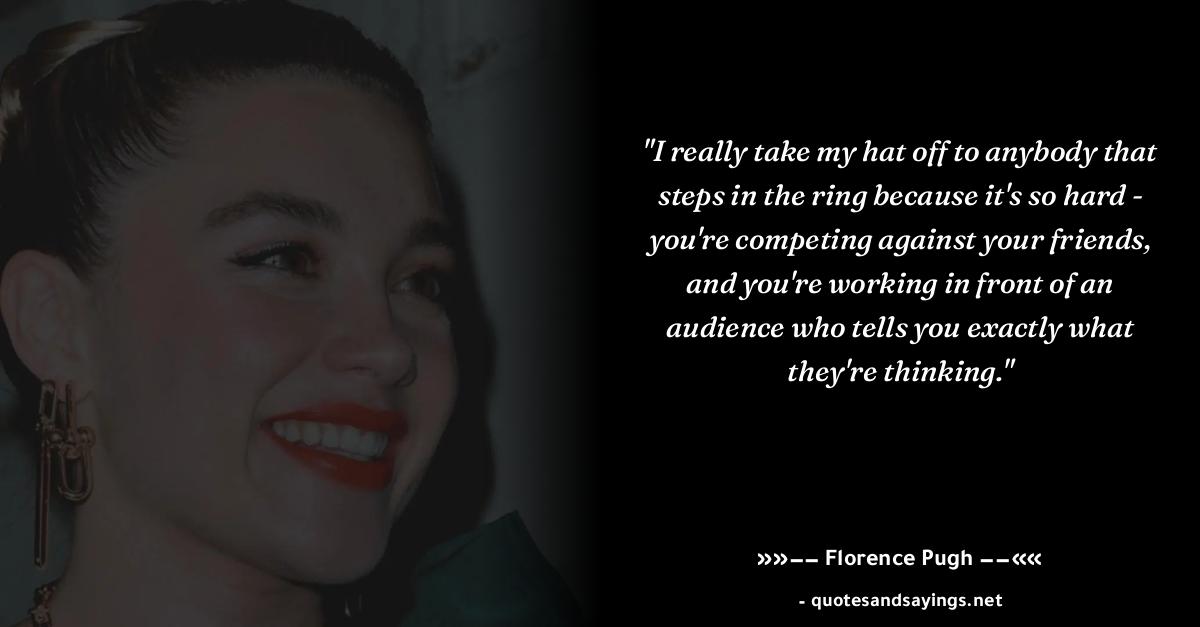 "I really take my hat off to anybody that
steps in the ring because it's so hard -
you're competing against your friends,
and you're working in front of an
audience who tells you exactly what
they're thinking."
»»–– Florence Pugh ––««
- quotesandsayings.net